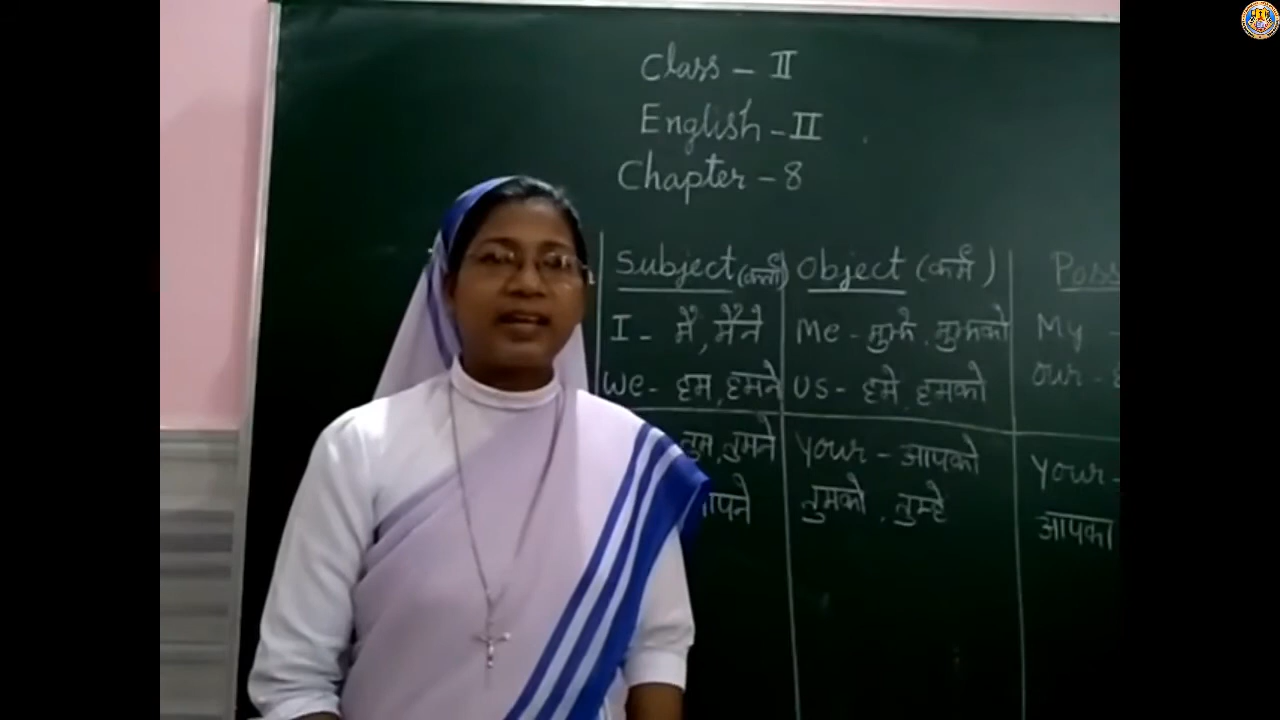 Class - II
English - II
Chapter - 8
Subject (कर्ता) Object (कर्म) Poss
I - मैं, मैंने Me - मुझे, मुझको My -
We - हम, हमने US - हमे, हमको our -
तुम, तुमने Your - आपको Your -
तुमको, तुम्हे आपका